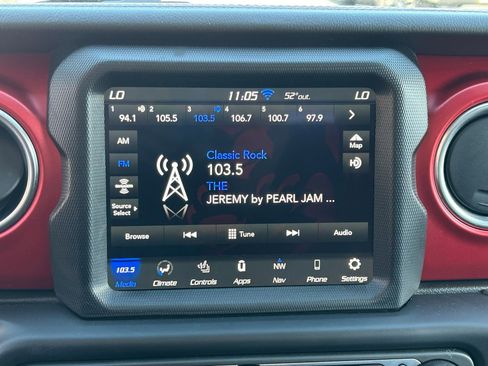 LO 11:05 52°out. LO
1 2 3 4 6
94.1 105.5 103.5 106.7 100.7 97.9
AM
Map
Classic Rock
FM
103.5
THE
Source
Select
JEREMY by PEARL JAM ...
Browse Tune Audio
103.5 NW
Media Climate Controls Apps Nav Phone Settings